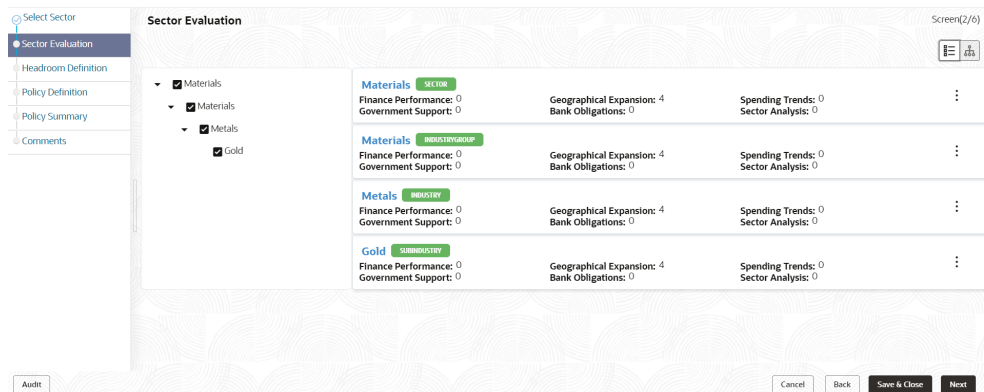 Select Sector
Sector Evaluation
Headroom Definition
Policy Definition
Policy Summary
Comments
Sector Evaluation
Screen(2/6)
Materials
Materials
Metals
Gold
Materials SECTOR
Finance Performance: 0 Geographical Expansion: 4 Spending Trends: 0
Government Support: 0 Bank Obligations: 0 Sector Analysis: 0
Materials INDUSTRYGROUP
Finance Performance: 0 Geographical Expansion: 4 Spending Trends: 0
Government Support: 0 Bank Obligations: 0 Sector Analysis: 0
Metals INDUSTRY
Finance Performance: 0 Geographical Expansion: 4 Spending Trends: 0
Government Support: 0 Bank Obligations: 0 Sector Analysis: 0
Gold SUBINDUSTRY
Finance Performance: 0 Geographical Expansion: 4 Spending Trends: 0
Government Support: 0 Bank Obligations: 0 Sector Analysis: 0
Audit Cancel Back Save & Close Next